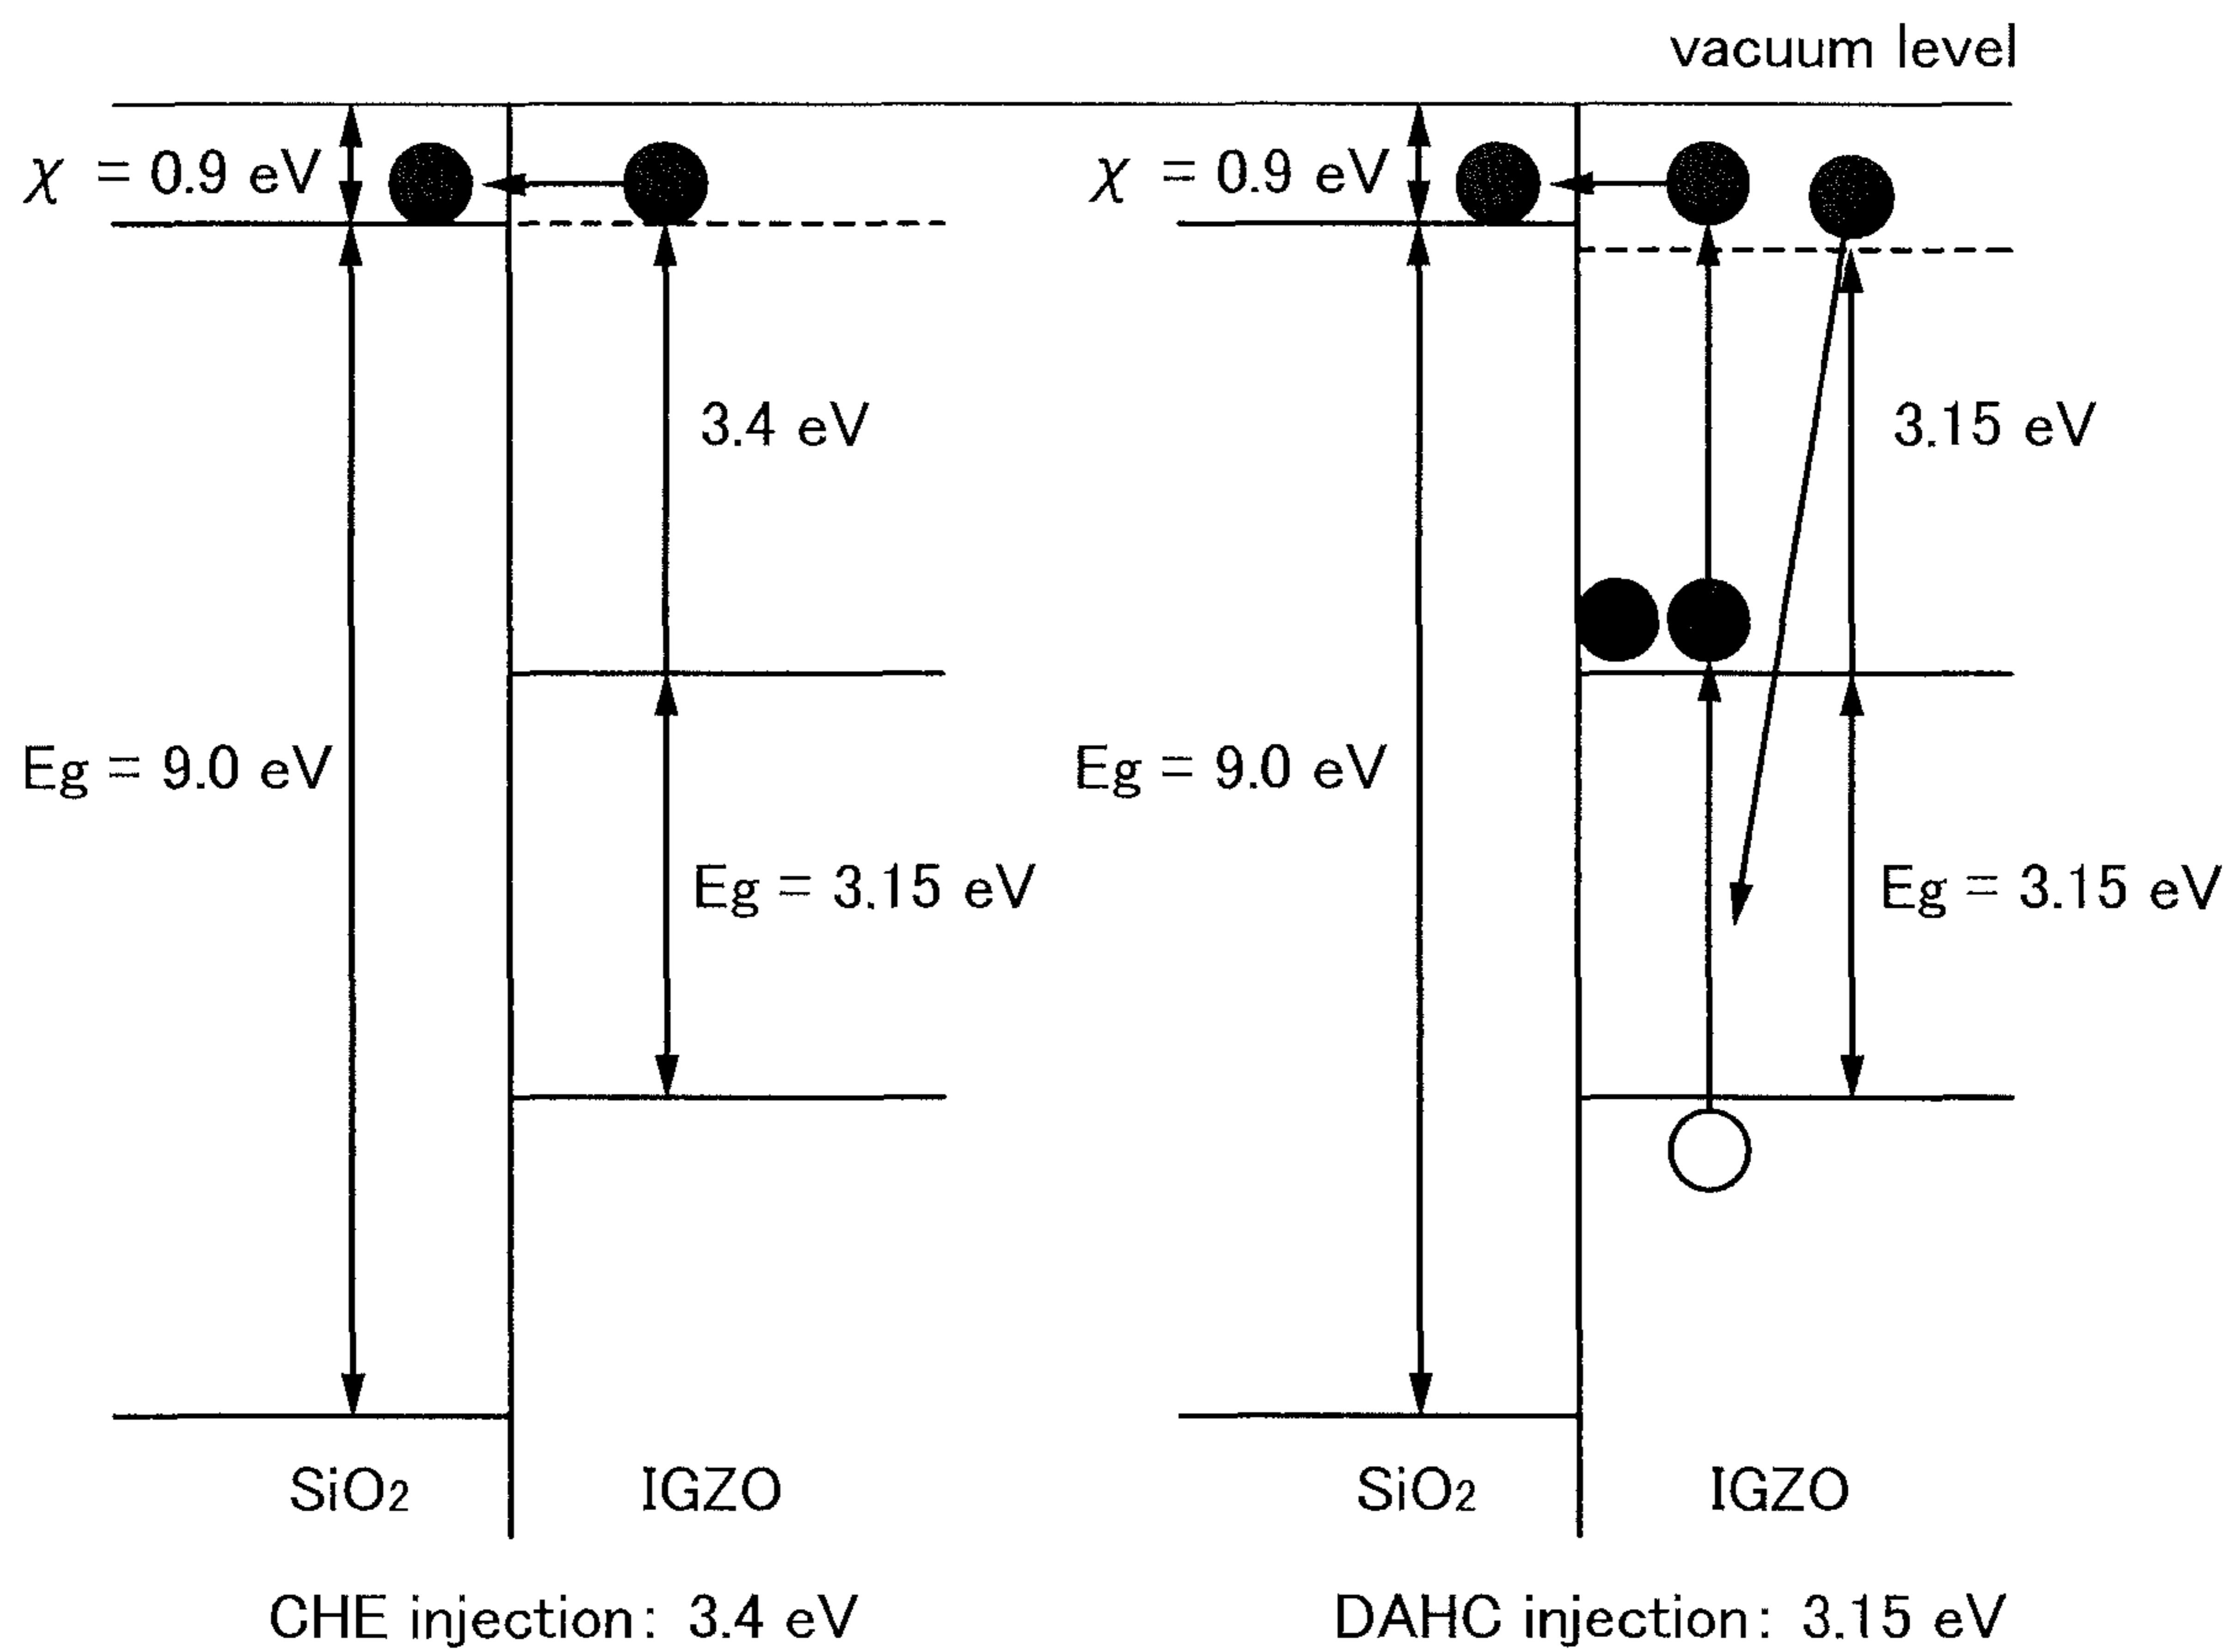 vacuum level
χ = 0.9 eV
3.4 eV
Eg = 9.0 eV
Eg = 3.15 eV
SiO2
IGZO
CHE injection: 3.4 eV
χ = 0.9 eV
3.15 eV
Eg = 9.0 eV
Eg = 3.15 eV
SiO2
IGZO
DAHC injection: 3.15 eV